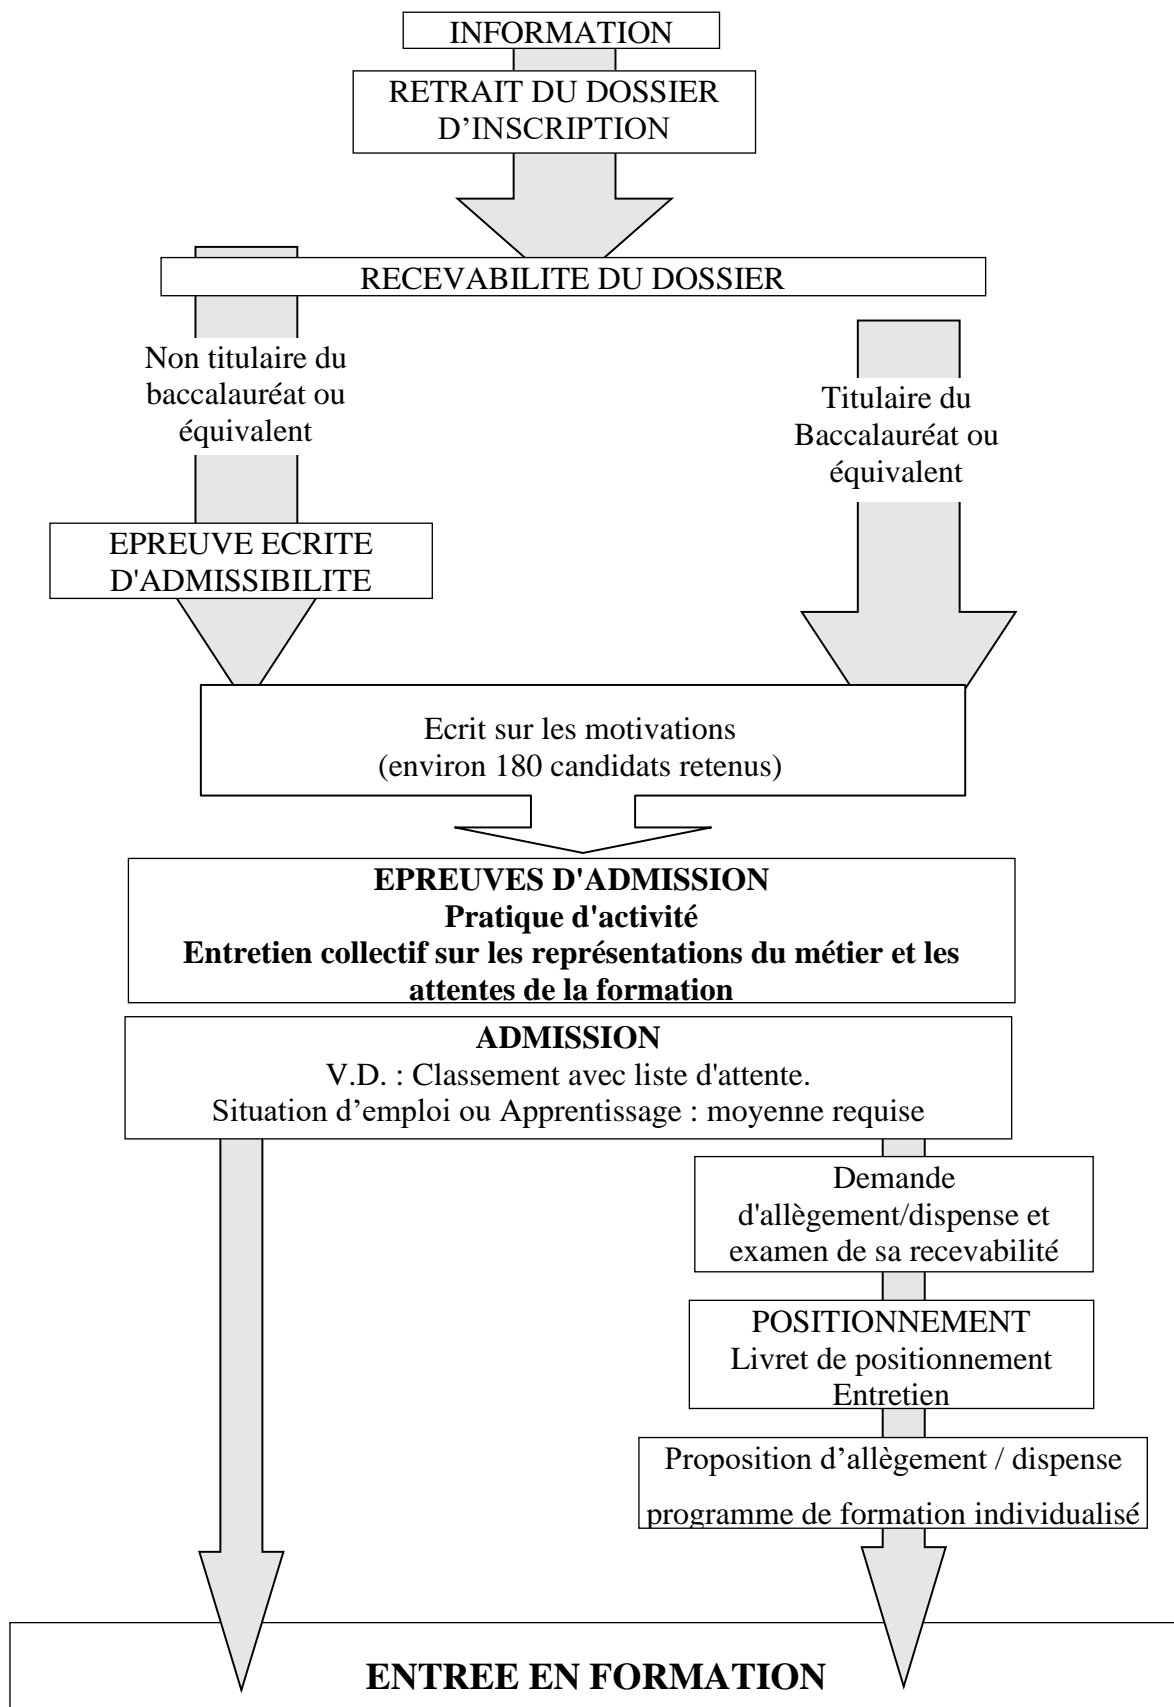 INFORMATION
RETRAIT DU DOSSIER
D’INSCRIPTION
RECEVABILITE DU DOSSIER
Non titulaire du
baccalauréat ou
équivalent
Titulaire du
Baccalauréat ou
équivalent
EPREUVE ECRITE
D'ADMISSIBILITE
Ecrit sur les motivations
(environ 180 candidats retenus)
EPREUVES D'ADMISSION
Pratique d'activité
Entretien collectif sur les représentations du métier et les
attentes de la formation
ADMISSION
V.D. : Classement avec liste d'attente.
Situation d’emploi ou Apprentissage : moyenne requise
Demande
d'allègement/dispense et
examen de sa recevabilité
POSITIONNEMENT
Livret de positionnement
Entretien
Proposition d’allègement / dispense
programme de formation individualisé
ENTREE EN FORMATION